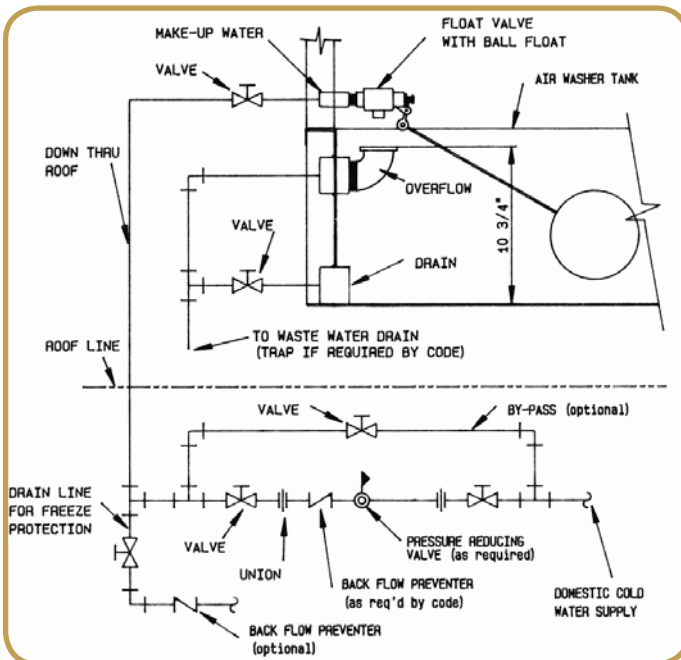 MAKE-UP WATER
FLOAT VALVE
WITH BALL FLOAT
VALVE
AIR WASHER TANK
DOWN THRU
ROOF
OVERFLOW
10 3/4"
VALVE
DRAIN
TO WASTE WATER DRAIN
(TRAP IF REQUIRED BY CODE)
ROOF LINE
VALVE
BY-PASS (optional)
DRAIN LINE
FOR FREEZE
PROTECTION
VALVE
UNION
PRESSURE REDUCING
VALVE (as required)
BACK FLOW PREVENTER
(as req'd by code)
DOMESTIC COLD
WATER SUPPLY
BACK FLOW PREVENTER
(optional)